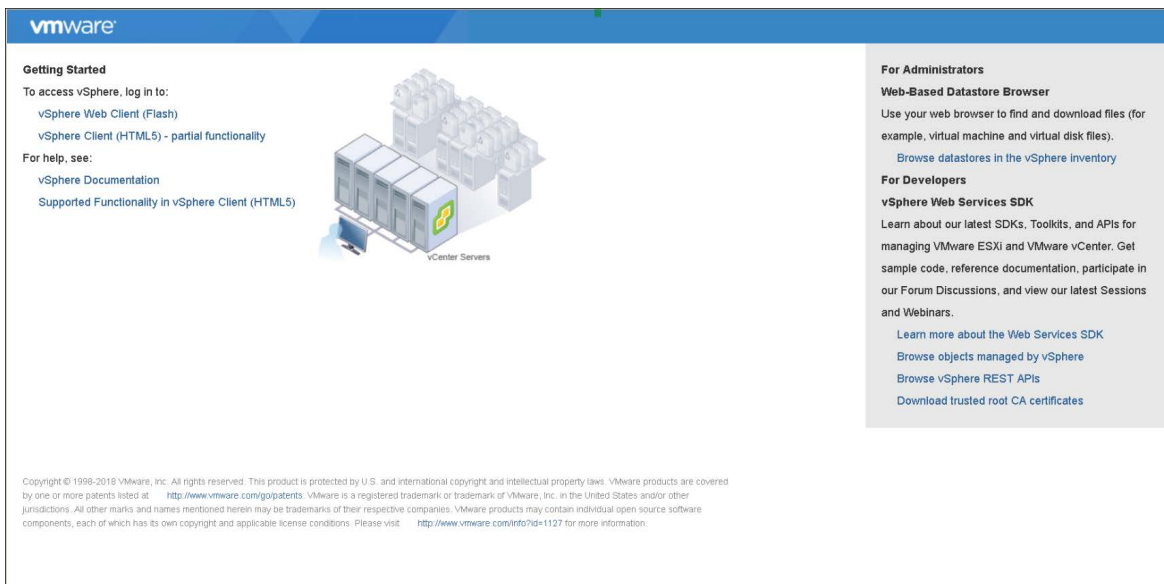 vmware
Getting Started
To access vSphere, log in to:
vSphere Web Client (Flash)
vSphere Client (HTML5) - partial functionality
For help, see:
vSphere Documentation
Supported Functionality in vSphere Client (HTML5)
vCenter Servers
For Administrators
Web-Based Datastore Browser
Use your web browser to find and download files (for
example, virtual machine and virtual disk files).
Browse datastores in the vSphere inventory
For Developers
vSphere Web Services SDK
Learn about our latest SDKs, Toolkits, and APIs for
managing VMware ESXi and VMware vCenter. Get
sample code, reference documentation, participate in
our Forum Discussions, and view our latest Sessions
and Webinars.
Learn more about the Web Services SDK
Browse objects managed by vSphere
Browse vSphere REST APIs
Download trusted root CA certificates
Copyright © 1998-2018 VMware, Inc. All rights reserved. This product is protected by U.S. and international copyright and intellectual property laws. VMware products are covered
by one or more patents listed at http://www.vmware.com/go/patents. VMware is a registered trademark or trademark of VMware, Inc. in the United States and/or other
jurisdictions. All other marks and names mentioned herein may be trademarks of their respective companies. VMware products may contain individual open source software
components, each of which has its own copyright and applicable license conditions. Please visit http://www.vmware.com/info?id=1127 for more information.